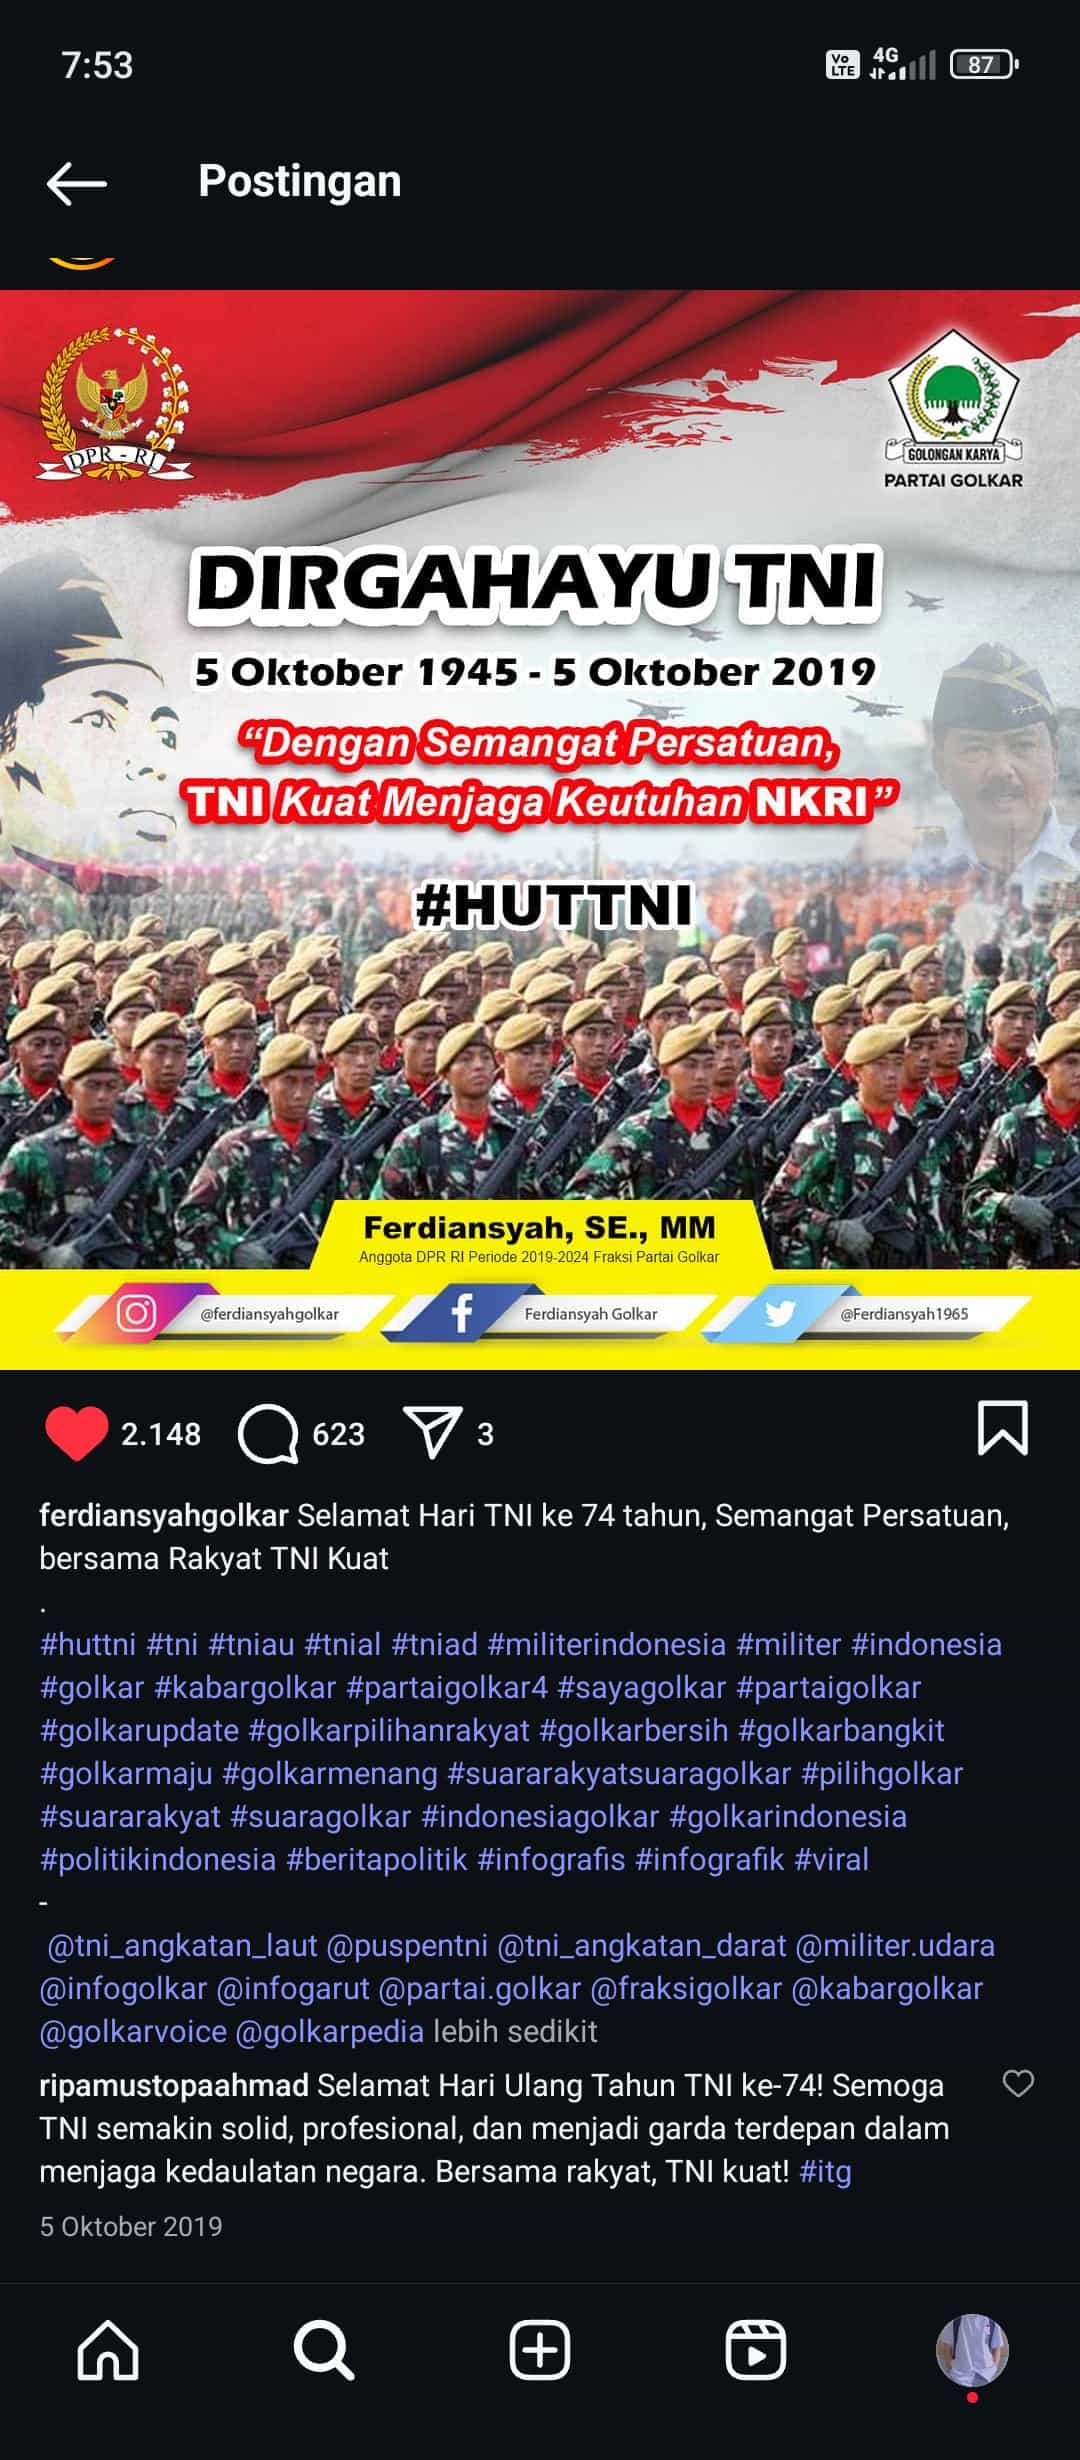 7:53
Vo LTE 4G 87
Postingan
DPR - RI
GOLONGAN KARYA
PARTAI GOLKAR
DIRGAHAYU TNI
5 Oktober 1945 - 5 Oktober 2019
“Dengan Semangat Persatuan,
TNI Kuat Menjaga Keutuhan NKRI”
#HUTTNI
Ferdiansyah, SE., MM
Anggota DPR RI Periode 2019-2024 Fraksi Partai Golkar
@ferdiansyahgolkar Ferdiansyah Golkar @Ferdiansyah1965
2.148 623 3
ferdiansyahgolkar Selamat Hari TNI ke 74 tahun, Semangat Persatuan,
bersama Rakyat TNI Kuat
.
#huttni #tni #tniau #tnial #tniad #militerindonesia #militer #indonesia
#golkar #kabargolkar #partaigolkar4 #sayagolkar #partaigolkar
#golkarupdate #golkarpilihanrakyat #golkarbersih #golkarbangkit
#golkarmaju #golkarmenang #suararakyatsuaragolkar #pilihgolkar
#suararakyat #suaragolkar #indonesiagolkar #golkarindonesia
#politikindonesia #beritapolitik #infografis #infografik #viral
-
@tni_angkatan_laut @puspentni @tni_angkatan_darat @militer.udara
@infogolkar @infogarut @partai.golkar @fraksigolkar @kabargolkar
@golkarvoice @golkarpedia lebih sedikit
ripamustopaahmad Selamat Hari Ulang Tahun TNI ke-74! Semoga
TNI semakin solid, profesional, dan menjadi garda terdepan dalam
menjaga kedaulatan negara. Bersama rakyat, TNI kuat! #itg
5 Oktober 2019